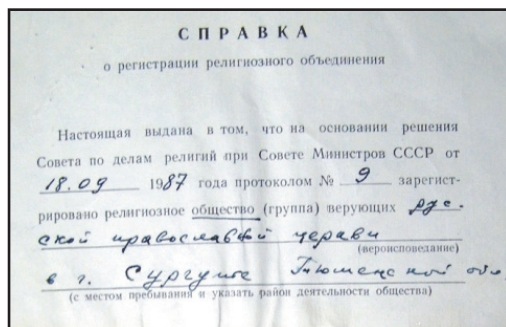 СПРАВКА
о регистрации религиозного объединения
Настоящая выдана в том, что на основании решения
Совета по делам религий при Совете Министров СССР от
18.09 1987 года протоколом № 9 зарегист-
рировано религиозное общество (группа) верующих рус-
ской православной церкви
(вероисповедание)
в г. Сургуте Тюменской обл.
(с местом пребывания и указать район деятельности общества)